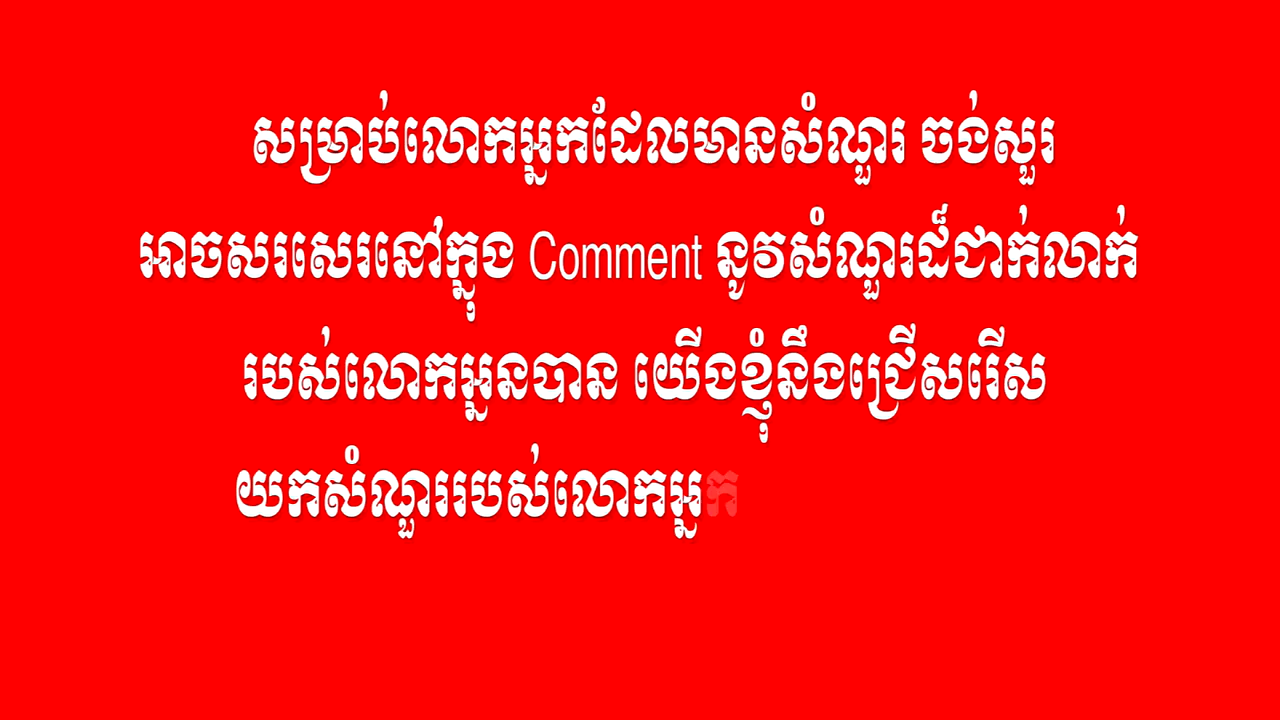 សម្រាប់លោកអ្នកដែលមានសំណួរ ចង់សួរ
អាចសរសេរនៅក្នុង Comment នូវសំណួរដ៏ជាក់លាក់
របស់លោកអ្ននបាន យើងខ្ញុំនឹងជ្រើសរើស
យកសំណួររបស់លោកអ្នក